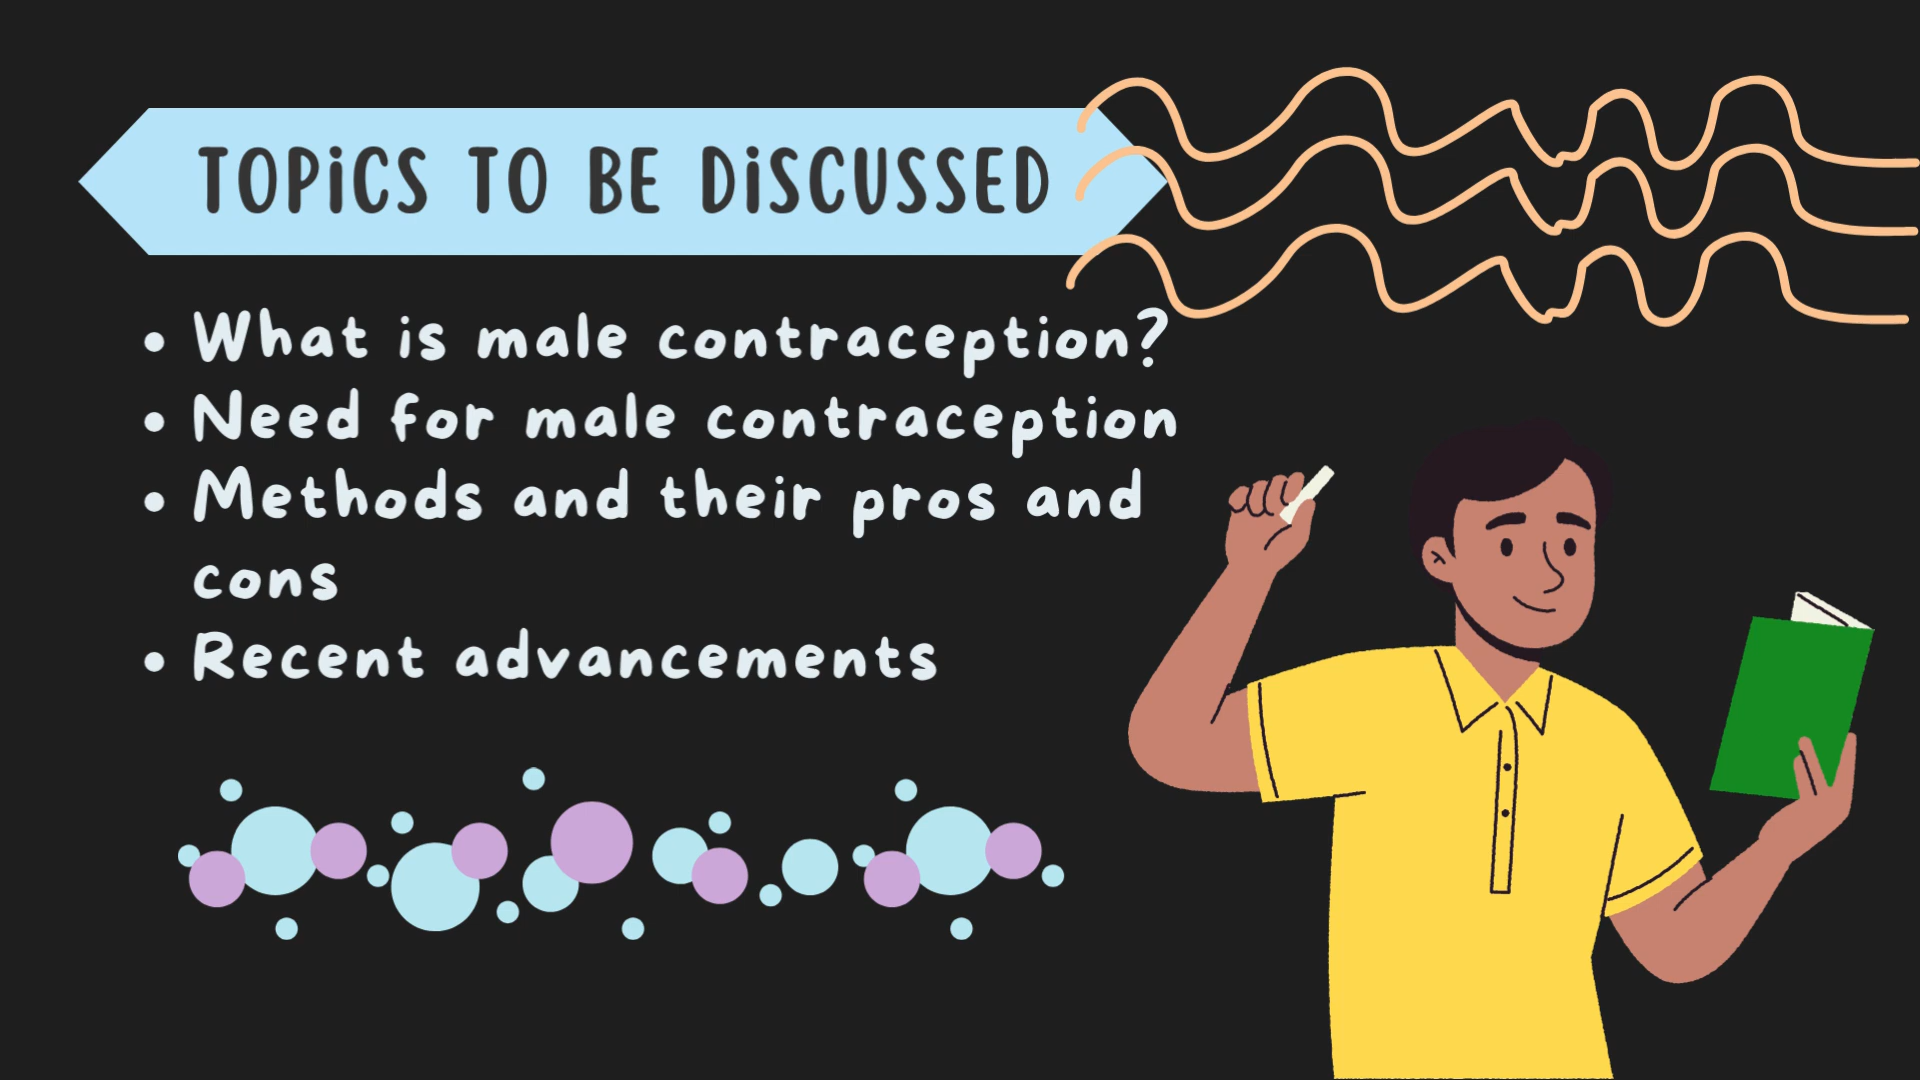 TOPiCS TO BE DiSCUSSED
• What is male contraception?
• Need for male contraception
• Methods and their pros and
cons
• Recent advancements